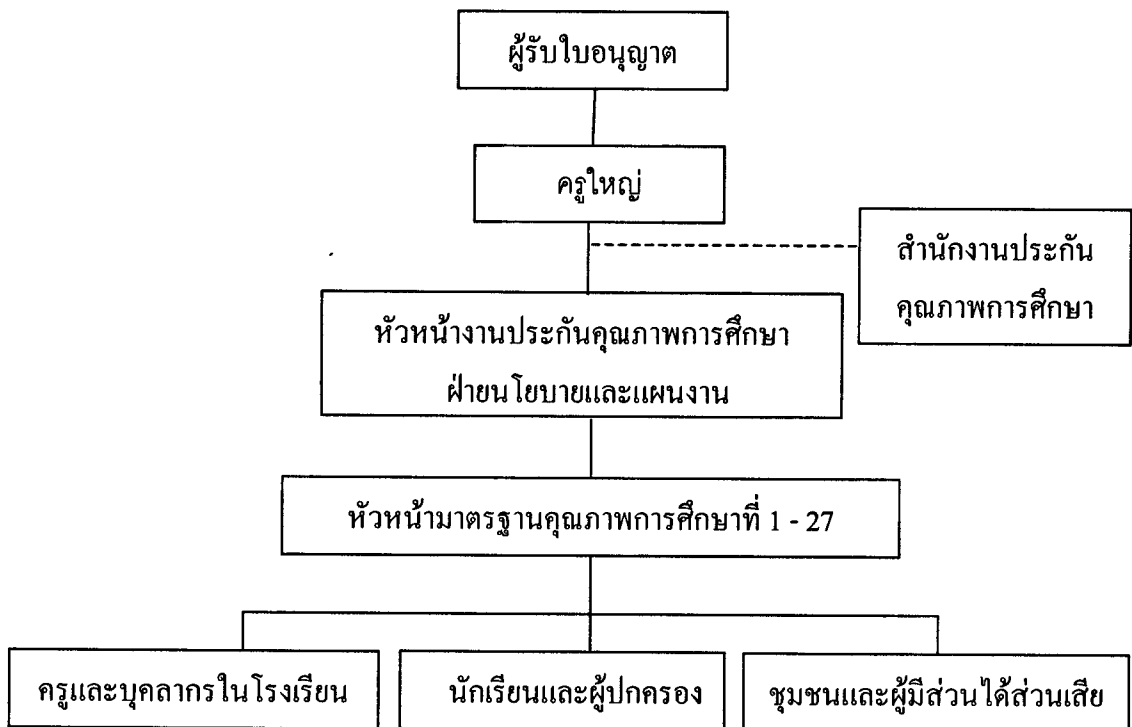 ผู้รับใบอนุญาต
ครูใหญ่
สำนักงานประกัน
คุณภาพการศึกษา
หัวหน้างานประกันคุณภาพการศึกษา
ฝ่ายนโยบายและแผนงาน
หัวหน้ามาตรฐานคุณภาพการศึกษาที่ 1 - 27
ครูและบุคลากรในโรงเรียน
นักเรียนและผู้ปกครอง
ชุมชนและผู้มีส่วนได้ส่วนเสีย